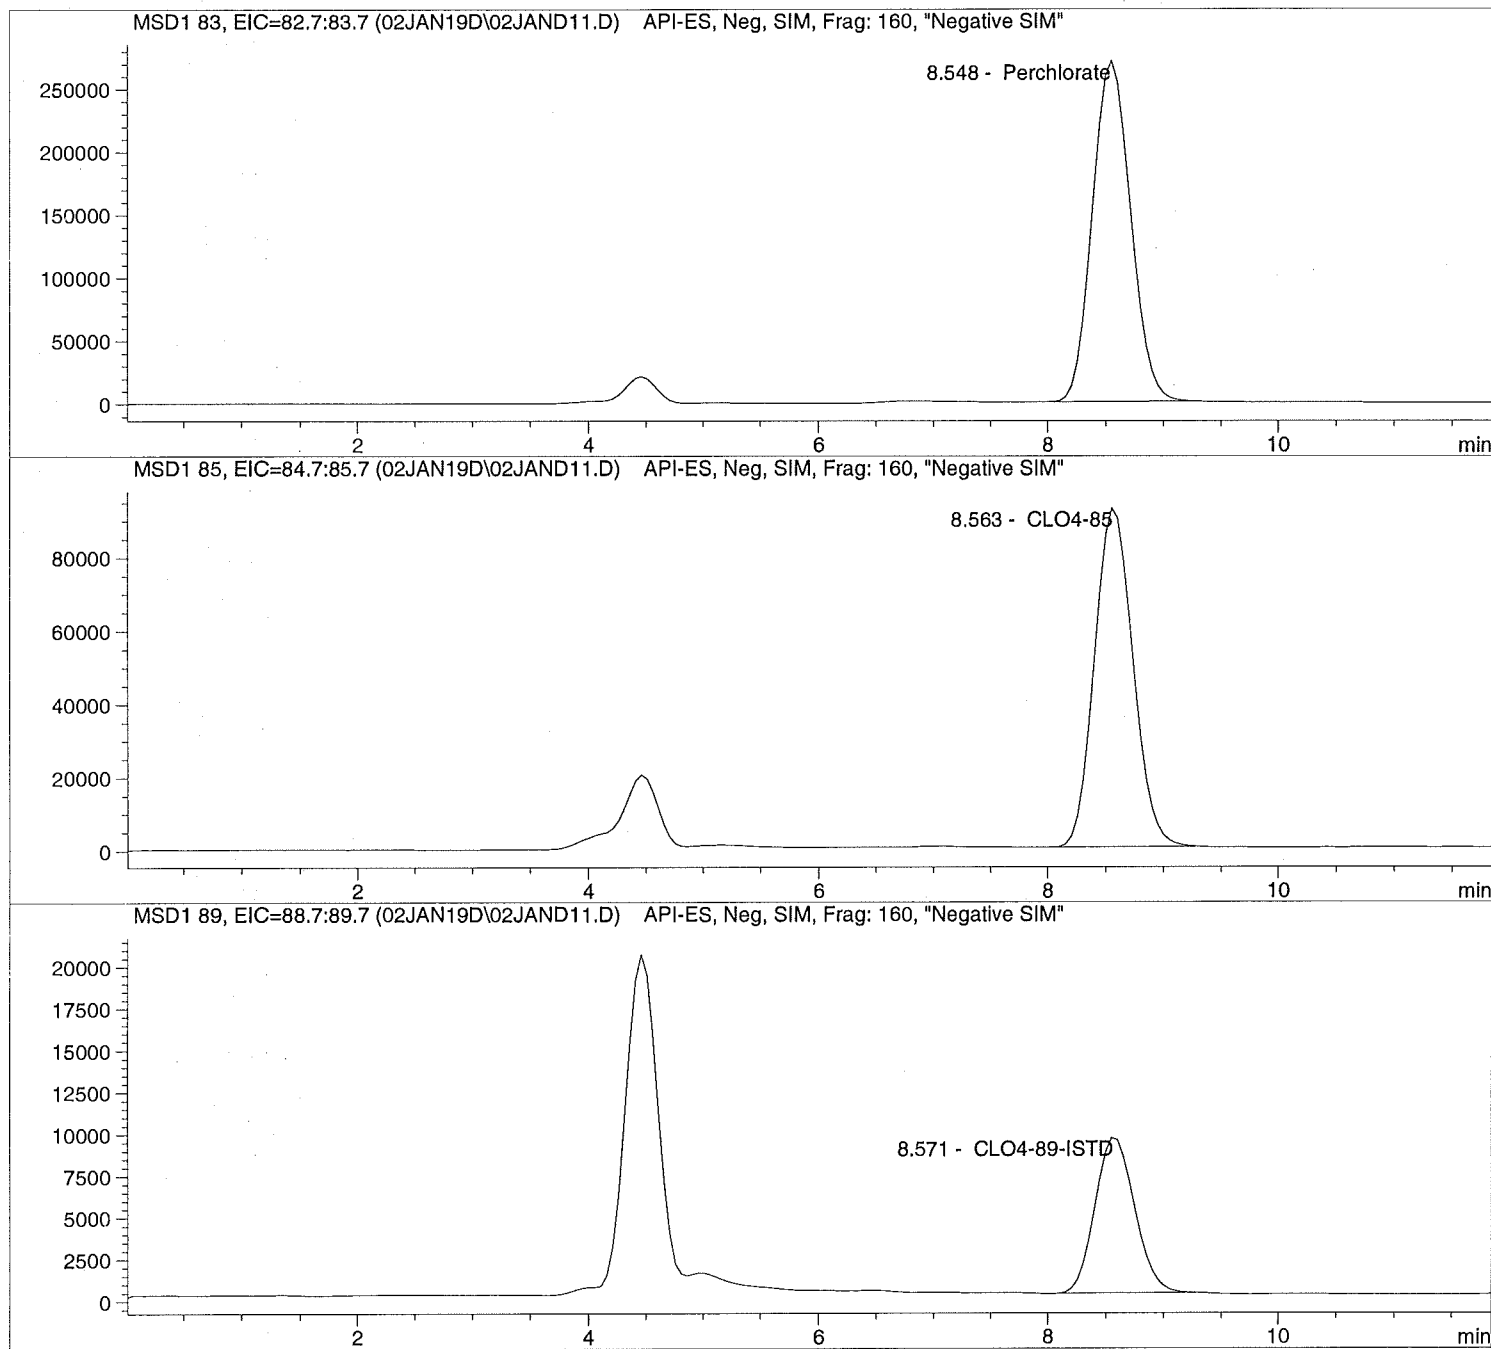 MSD1 83, EIC=82.7:83.7 (02JAN19D\02JAND11.D) API-ES, Neg, SIM, Frag: 160, "Negative SIM"
8.548 - Perchlorate
250000
200000
150000
100000
50000
0
2 4 6 8 10 min
MSD1 85, EIC=84.7:85.7 (02JAN19D\02JAND11.D) API-ES, Neg, SIM, Frag: 160, "Negative SIM"
8.563 - CLO4-85
80000
60000
40000
20000
0
2 4 6 8 10 min
MSD1 89, EIC=88.7:89.7 (02JAN19D\02JAND11.D) API-ES, Neg, SIM, Frag: 160, "Negative SIM"
20000
17500
15000
12500
10000
8.571 - CLO4-89-ISTD
7500
5000
2500
0
2 4 6 8 10 min